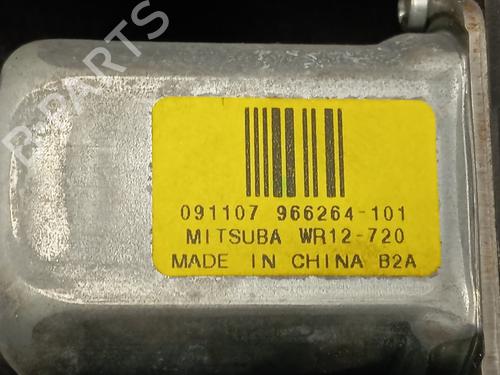 B-PARTS
091107 966264-101
MITSUBA WR12-720
MADE IN CHINA B2A